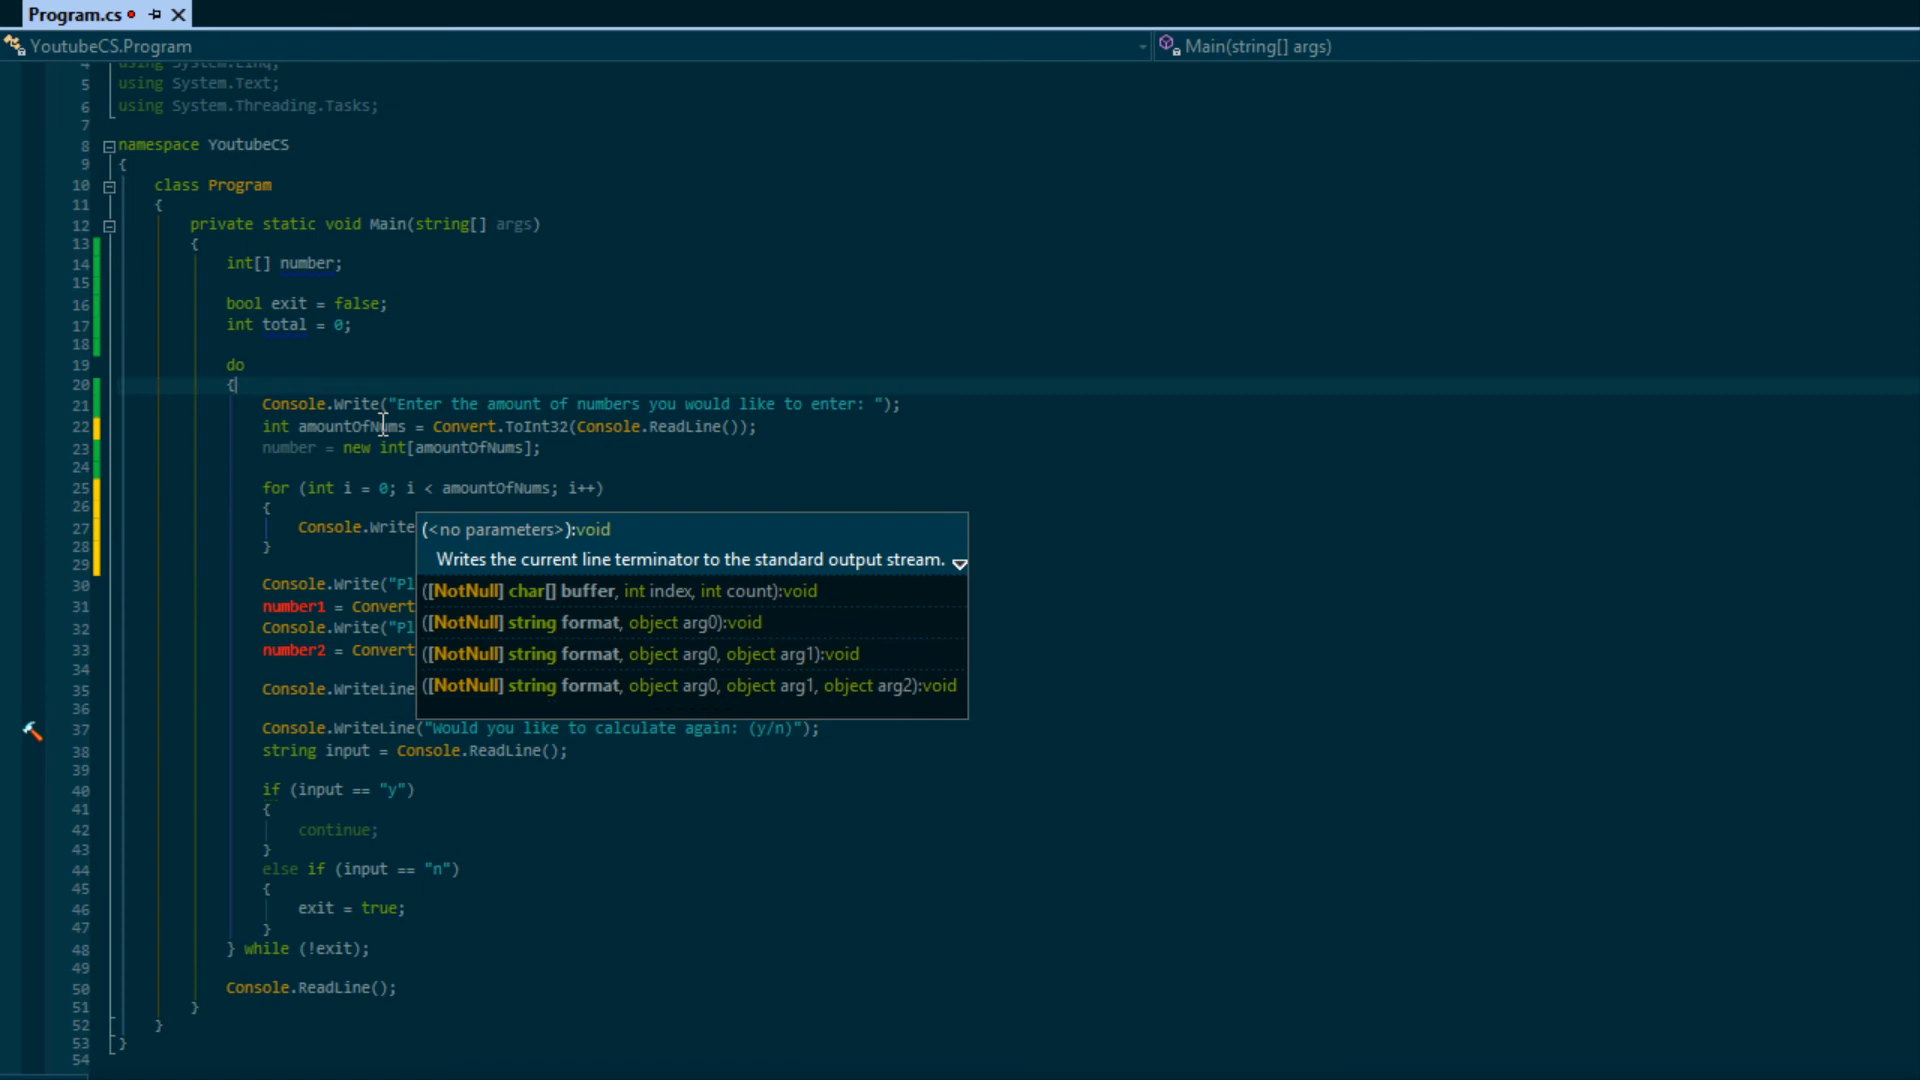 Program.cs
YoutubeCS.Program
Main(string[] args)
4 using System.Linq;
5 using System.Text;
6 using System.Threading.Tasks;
7
8 namespace YoutubeCS
9 {
10 class Program
11 {
12 private static void Main(string[] args)
13 {
14 int[] number;
15
16 bool exit = false;
17 int total = 0;
18
19 do
20 {
21 Console.Write("Enter the amount of numbers you would like to enter: ");
22 int amountOfNums = Convert.ToInt32(Console.ReadLine());
23 number = new int[amountOfNums];
24
25 for (int i = 0; i < amountOfNums; i++)
26 {
27 Console.Write
28 }
29
30 Console.Write("Pl
31 number1 = Convert
32 Console.Write("Pl
33 number2 = Convert
34
35 Console.WriteLine
36
(<no parameters>):void
Writes the current line terminator to the standard output stream.
([NotNull] char[] buffer, int index, int count):void
([NotNull] string format, object arg0):void
([NotNull] string format, object arg0, object arg1):void
([NotNull] string format, object arg0, object arg1, object arg2):void
37 Console.WriteLine("Would you like to calculate again: (y/n)");
38 string input = Console.ReadLine();
39
40 if (input == "y")
41 {
42 continue;
43 }
44 else if (input == "n")
45 {
46 exit = true;
47 }
48 } while (!exit);
49
50 Console.ReadLine();
51 }
52 }
53 }
54